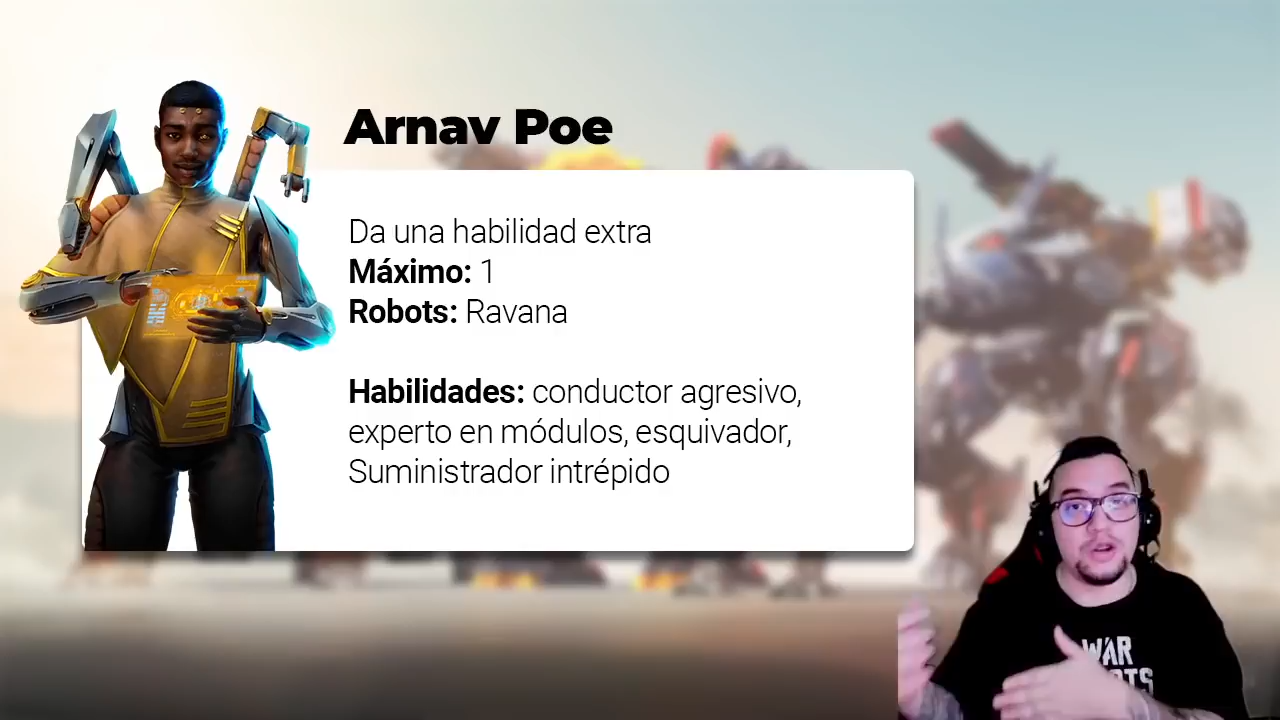 Arnav Poe
Da una habilidad extra
Máximo: 1
Robots: Ravana
Habilidades: conductor agresivo,
experto en módulos, esquivador,
Suministrador intrépido
WAR